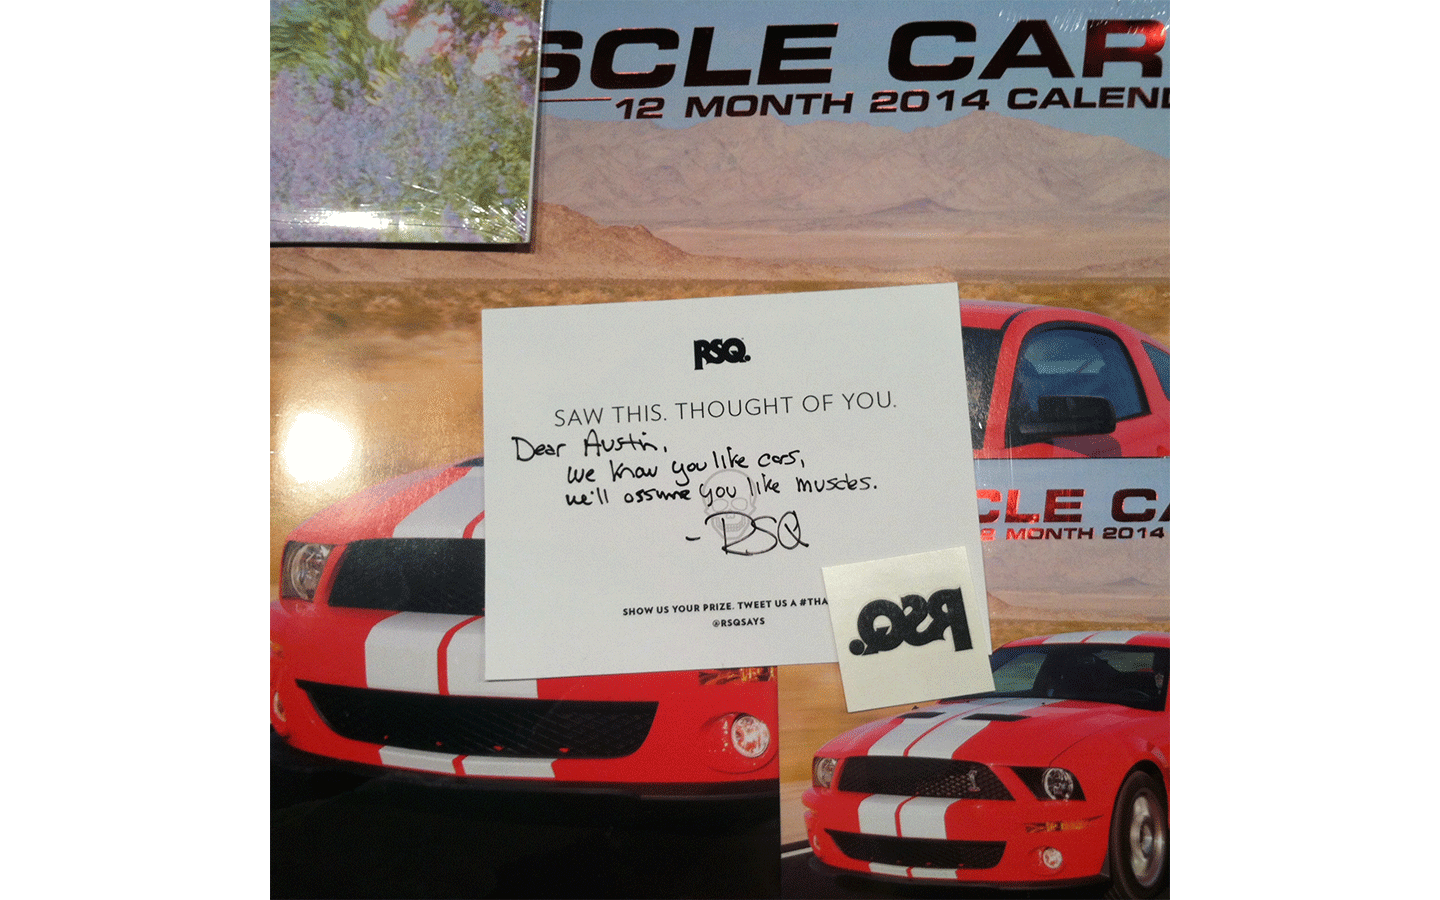 SCLE CAR
12 MONTH 2014 CALEND
RSQ.
SAW THIS. THOUGHT OF YOU.
Dear Austin,
we know you like cars,
we'll assume you like muscles.
- RSQ
SHOW US YOUR PRIZE. TWEET US A #THA
@RSQSAYS
RSQ.
CLE CA
2 MONTH 2014